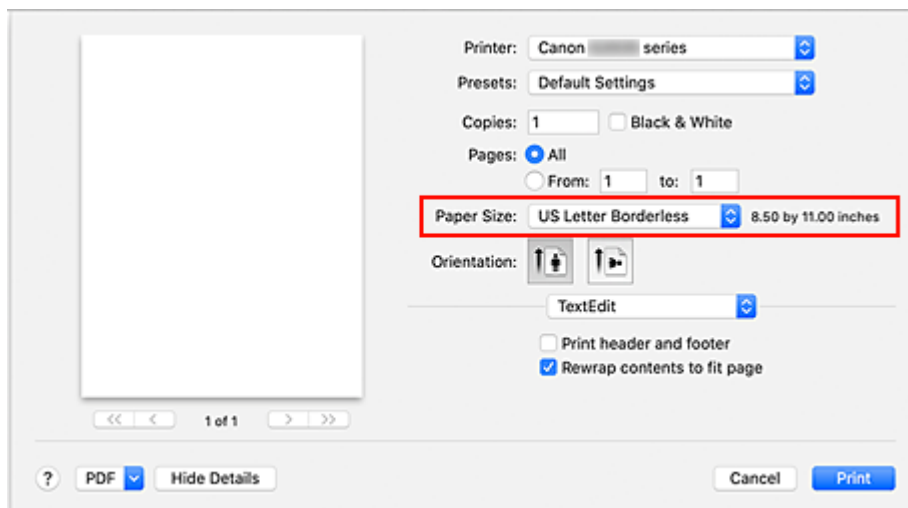 Printer: Canon series
Presets: Default Settings
Copies: 1 Black & White
Pages: All
From: 1 to: 1
Paper Size: US Letter Borderless 8.50 by 11.00 inches
Orientation:
TextEdit
Print header and footer
Rewrap contents to fit page
<< < 1 of 1 > >>
? PDF Hide Details Cancel Print